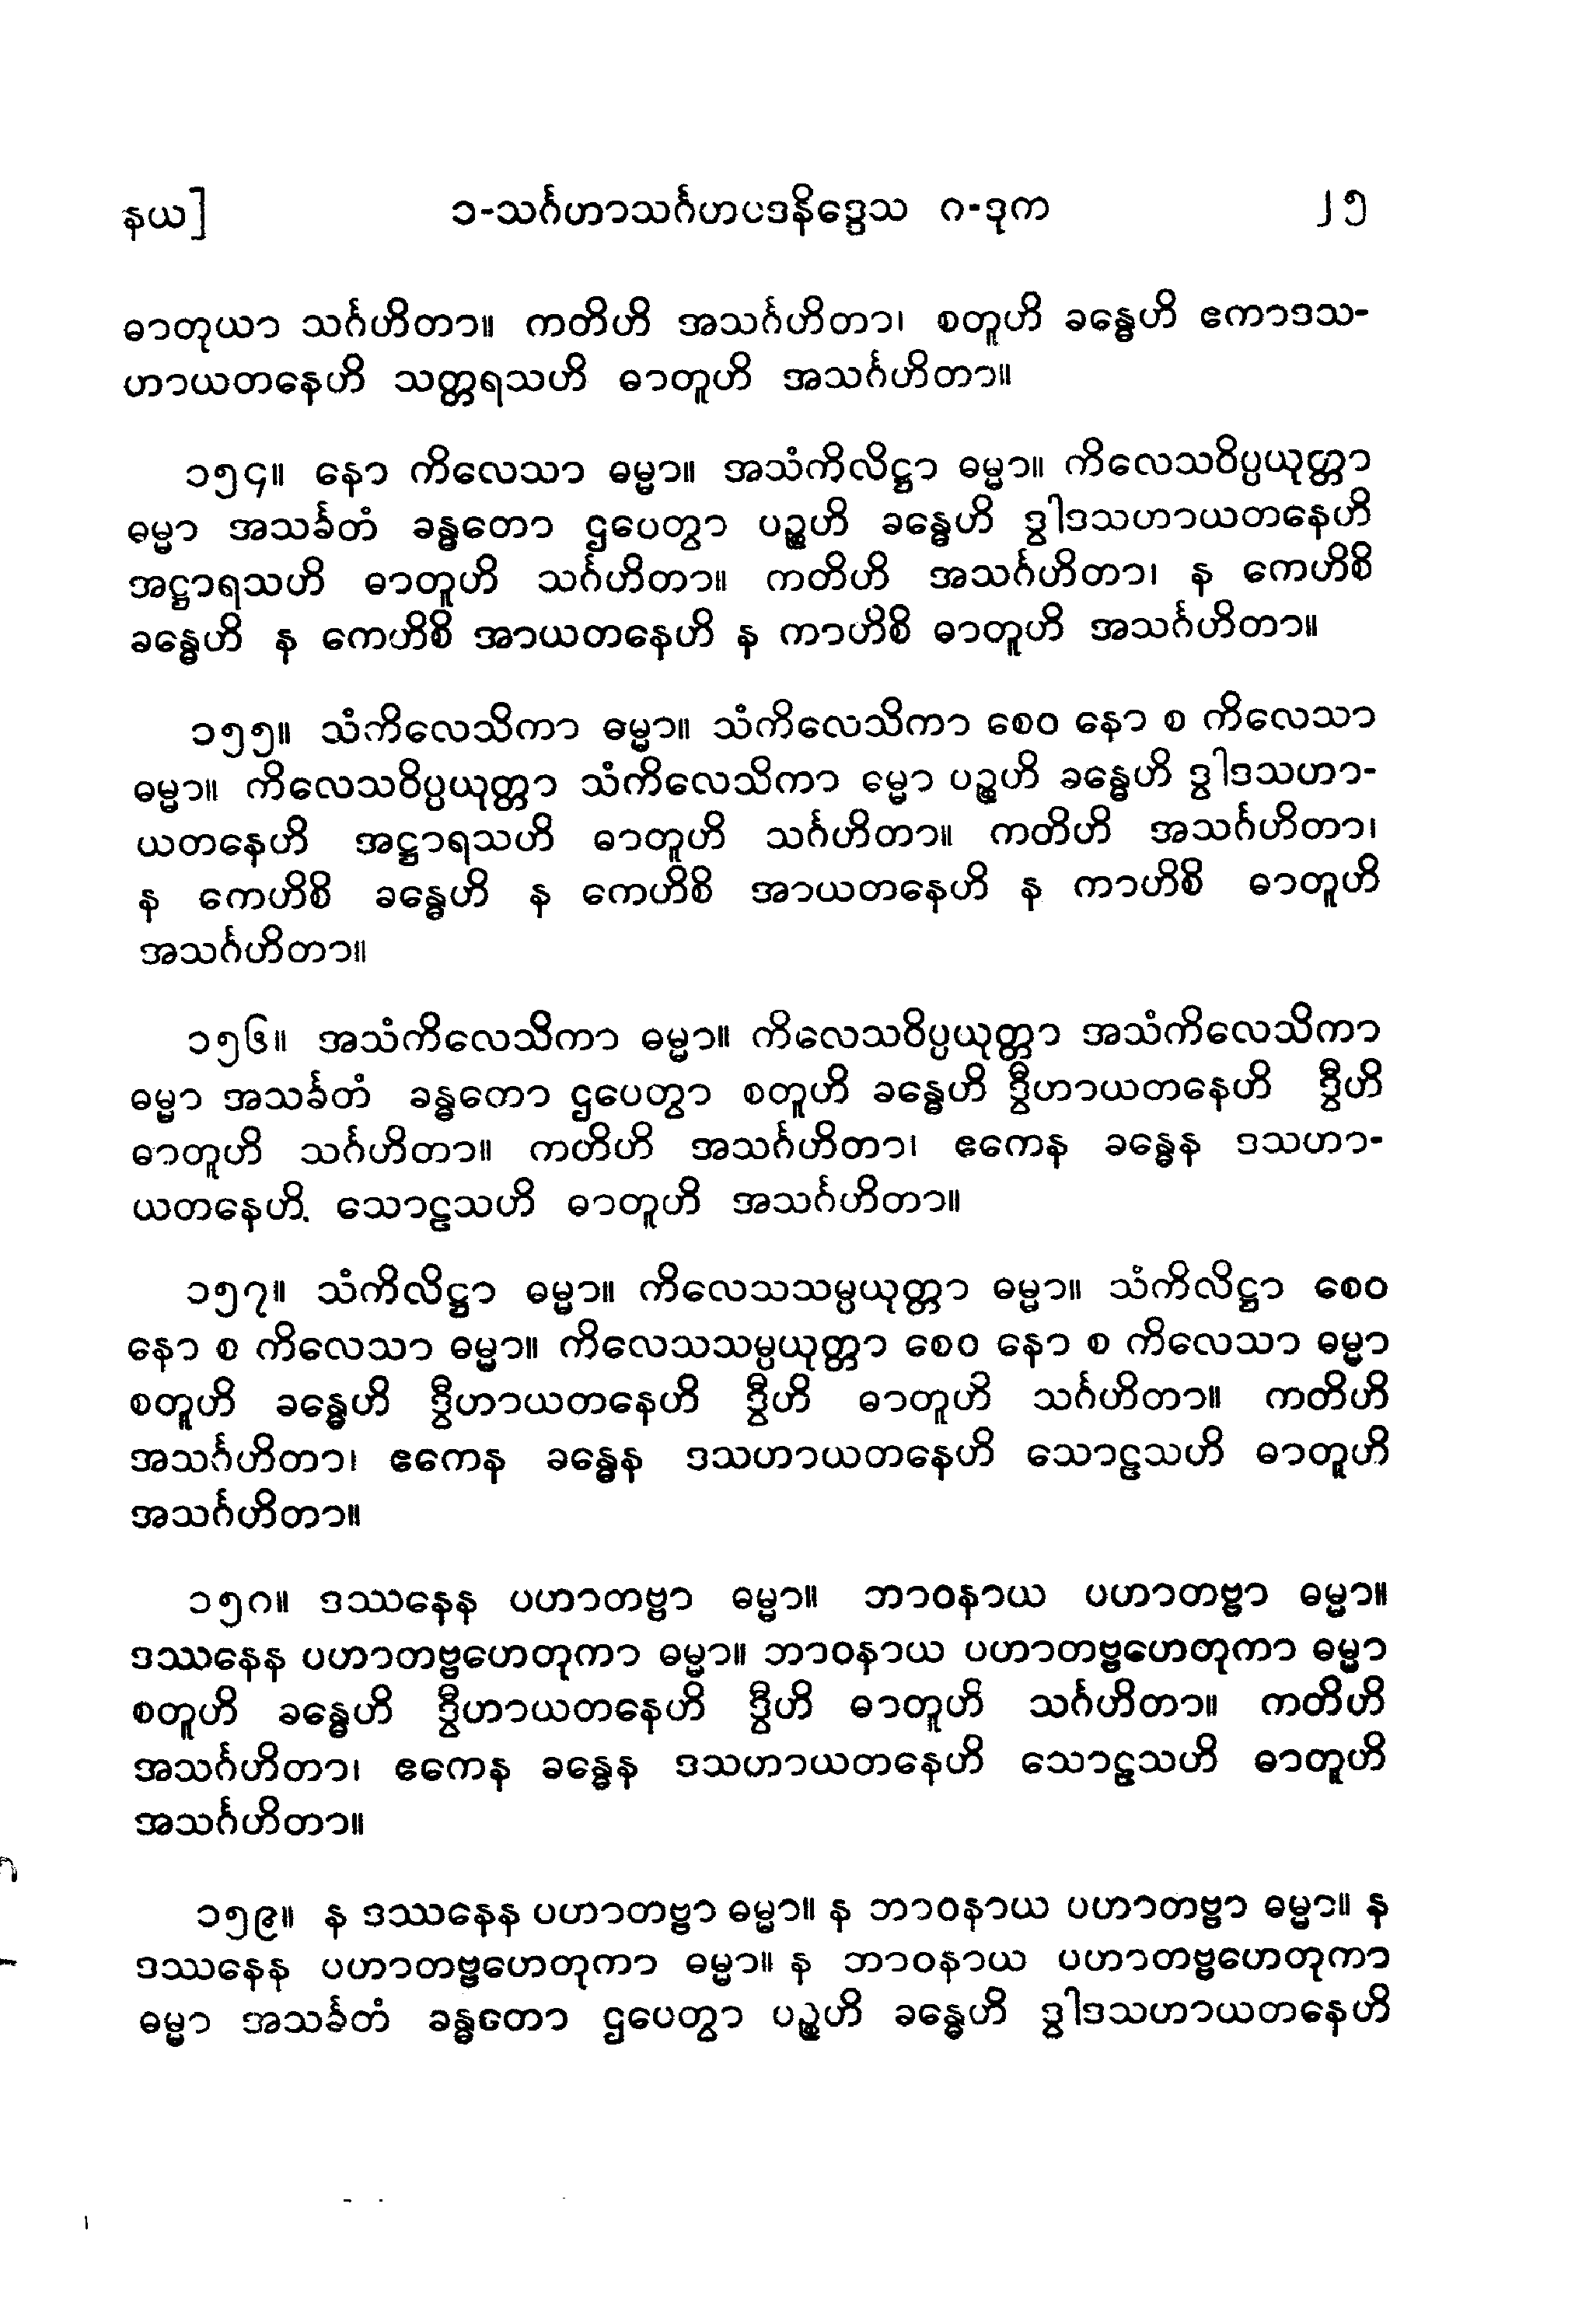 နယ]	၁-သင်္ဂဟာသင်္ဂဟပဒနိဒ္ဒေသ ဂ-ဒုက	၂၅
ဓာတုယာ သင်္ဂဟိတာ။ ကတိဟိ အသင်္ဂဟိတာ၊ စတူဟိ ခန္ဓေဟိ ဧကာဒသ-
ဟာယတနေဟိ သတ္တရသဟိ ဓာတူဟိ အသင်္ဂဟိတာ။
၁၅၄။ နော ကိလေသာ ဓမ္မာ။ အသံကိလိဋ္ဌာ ဓမ္မာ။ ကိလေသဝိပ္ပယုတ္တာ
ဓမ္မာ အသင်္ခတံ ခန္ဓတော ဌပေတွာ ပဉ္စဟိ ခန္ဓေဟိ ဒွါဒသဟာယတနေဟိ
အဋ္ဌာရသဟိ ဓာတူဟိ သင်္ဂဟိတာ။ ကတိဟိ အသင်္ဂဟိတာ၊ န ကေဟိစိ
ခန္ဓေဟိ န ကေဟိစိ အာယတနေဟိ န ကာဟိစိ ဓာတူဟိ အသင်္ဂဟိတာ။
၁၅၅။ သံကိလေသိကာ ဓမ္မာ။ သံကိလေသိကာ စေဝ နော စ ကိလေသာ
ဓမ္မာ။ ကိလေသဝိပ္ပယုတ္တာ သံကိလေသိကာ ဓမ္မော ပဉ္စဟိ ခန္ဓေဟိ ဒွါဒသဟာ-
ယတနေဟိ အဋ္ဌာရသဟိ ဓာတူဟိ သင်္ဂဟိတာ။ ကတိဟိ အသင်္ဂဟိတာ၊
န ကေဟိစိ ခန္ဓေဟိ န ကေဟိစိ အာယတနေဟိ န ကာဟိစိ ဓာတူဟိ
အသင်္ဂဟိတာ။
၁၅၆။ အသံကိလေသိကာ ဓမ္မာ။ ကိလေသဝိပ္ပယုတ္တာ အသံကိလေသိကာ
ဓမ္မာ အသင်္ခတံ ခန္ဓကော ဌပေတွာ စတူဟိ ခန္ဓေဟိ ဒွီဟာယတနေဟိ ဒွီဟိ
ဓာတူဟိ သင်္ဂဟိတာ။ ကတိဟိ အသင်္ဂဟိတာ၊ ဧကေန ခန္ဓေန ဒသဟာ-
ယတနေဟိ. သောဠသဟိ ဓာတူဟိ အသင်္ဂဟိတာ။
၁၅၇။ သံကိလိဋ္ဌာ ဓမ္မာ။ ကိလေသသမ္ပယုတ္တာ ဓမ္မာ။ သံကိလိဋ္ဌာ စေဝ
နော စ ကိလေသာ ဓမ္မာ။ ကိလေသသမ္ပယုတ္တာ စေဝ နော စ ကိလေသာ ဓမ္မာ
စတူဟိ ခန္ဓေဟိ ဒွီဟာယတနေဟိ ဒွီဟိ ဓာတူဟိ သင်္ဂဟိတာ။ ကတိဟိ
အသင်္ဂဟိတာ၊ ဧကေန ခန္ဓေန ဒသဟာယတနေဟိ သောဠသဟိ ဓာတူဟိ
အသင်္ဂဟိတာ။
၁၅၈။ ဒဿနေန ပဟာတဗ္ဗာ ဓမ္မာ။ ဘာဝနာယ ပဟာတဗ္ဗာ ဓမ္မာ။
ဒဿနေန ပဟာတဗ္ဗဟေတုကာ ဓမ္မာ။ ဘာဝနာယ ပဟာတဗ္ဗဟေတုကာ ဓမ္မာ
စတူဟိ ခန္ဓေဟိ ဒွီဟာယတနေဟိ ဒွီဟိ ဓာတူဟိ သင်္ဂဟိတာ။ ကတိဟိ
အသင်္ဂဟိတာ၊ ဧကေန ခန္ဓေန ဒသဟာယတနေဟိ သောဠသဟိ ဓာတူဟိ
အသင်္ဂဟိတာ။
၁၅၉။ န ဒဿနေန ပဟာတဗ္ဗာ ဓမ္မာ။ န ဘာဝနာယ ပဟာတဗ္ဗာ ဓမ္မာ။ န
ဒဿနေန ပဟာတဗ္ဗဟေတုကာ ဓမ္မာ။ န ဘာဝနာယ ပဟာတဗ္ဗဟေတုကာ
ဓမ္မာ အသင်္ခတံ ခန္ဓတော ဌပေတွာ ပဉ္စဟိ ခန္ဓေဟိ ဒွါဒသဟာယတနေဟိ